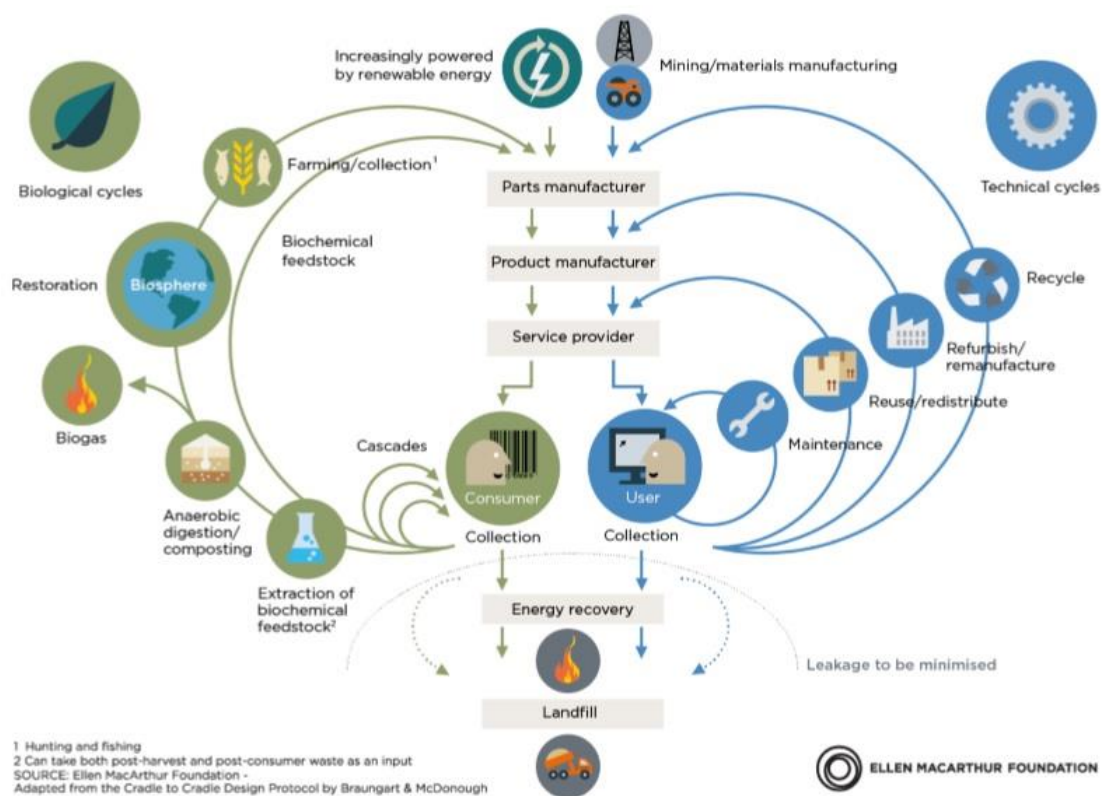 Increasingly powered
by renewable energy
Mining/materials manufacturing
Biological cycles
Technical cycles
Farming/collection1
Parts manufacturer
Biochemical
feedstock
Product manufacturer
Restoration
Biosphere
Recycle
Service provider
Refurbish/
remanufacture
Reuse/redistribute
Biogas
Cascades
Maintenance
Consumer
User
Anaerobic
digestion/
composting
Collection
Collection
Extraction of
biochemical
feedstock2
Energy recovery
Leakage to be minimised
Landfill
1 Hunting and fishing
2 Can take both post-harvest and post-consumer waste as an input
SOURCE: Ellen MacArthur Foundation -
Adapted from the Cradle to Cradle Design Protocol by Braungart & McDonough
ELLEN MACARTHUR FOUNDATION